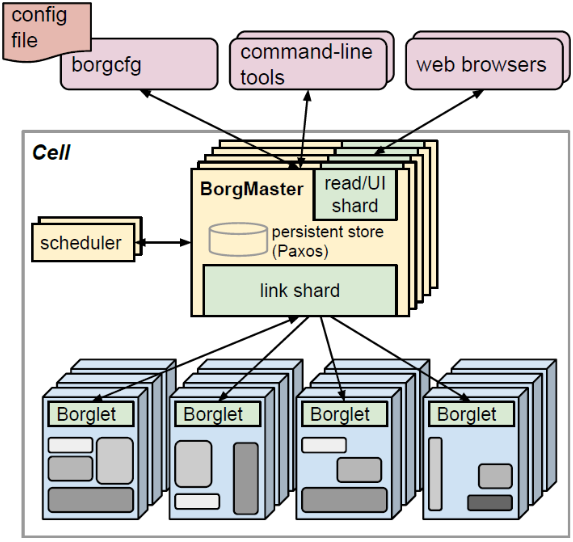 config
file
borgcfg
command-line
tools
web browsers
Cell
BorgMaster
read/UI
shard
persistent store
(Paxos)
scheduler
link shard
Borglet
Borglet
Borglet
Borglet